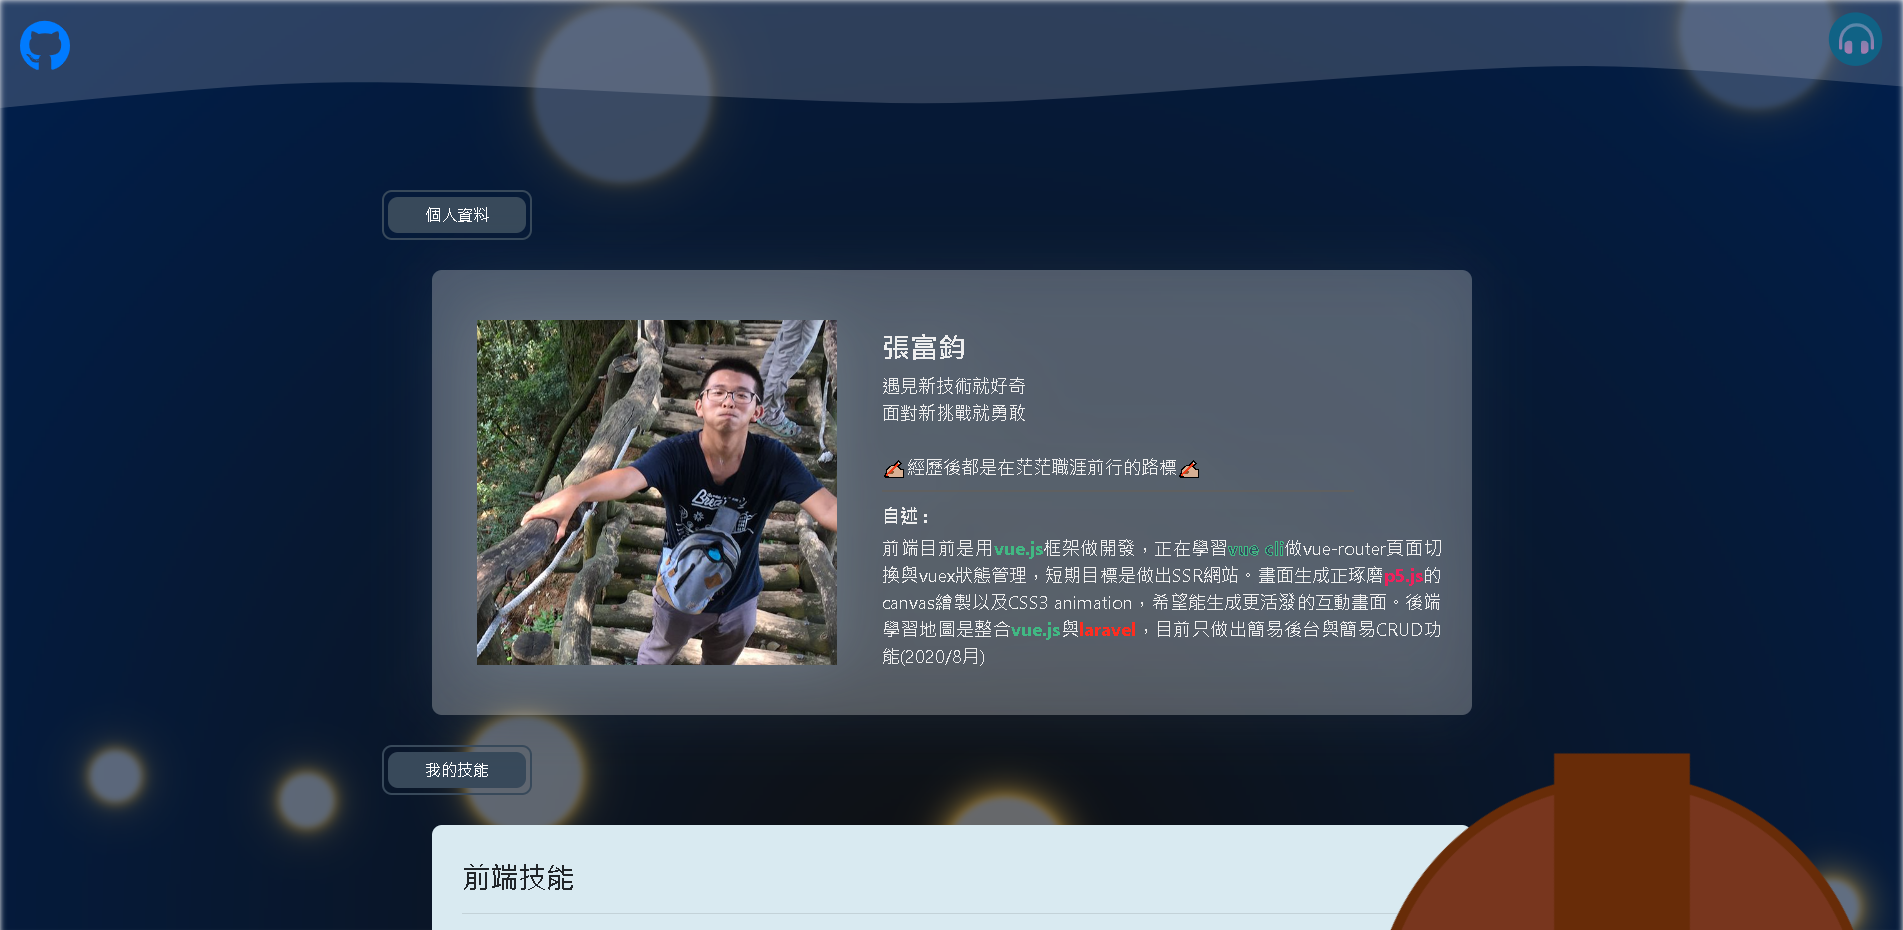 個人資料
張富鈞
遇見新技術就好奇
面對新挑戰就勇敢
✍經歷後都是在茫茫職涯前行的路標✍
自述：
前端目前是用vue.js框架做開發，正在學習vue cli做vue-router頁面切
換與vuex狀態管理，短期目標是做出SSR網站。畫面生成正琢磨p5.js的
canvas繪製以及CSS3 animation，希望能生成更活潑的互動畫面。後端
學習地圖是整合vue.js與laravel，目前只做出簡易後台與簡易CRUD功
能(2020/8月)
我的技能
前端技能